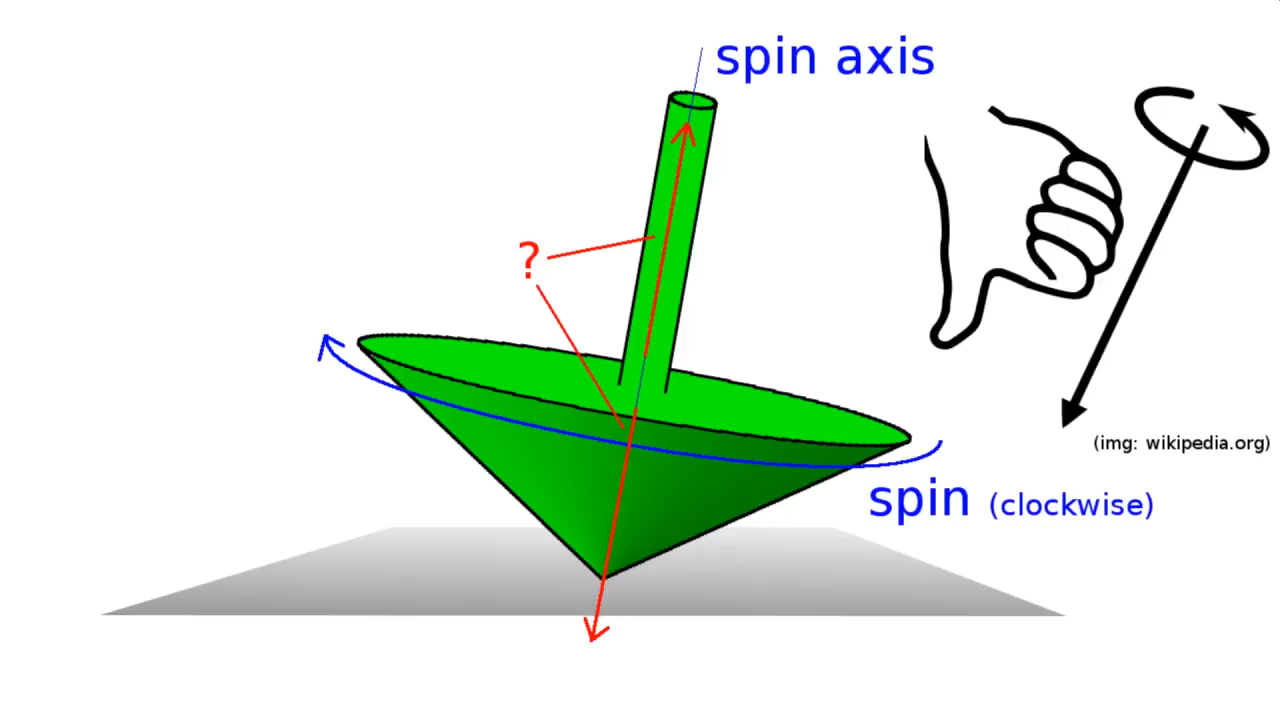 spin axis
?
(img: wikipedia.org)
spin (clockwise)